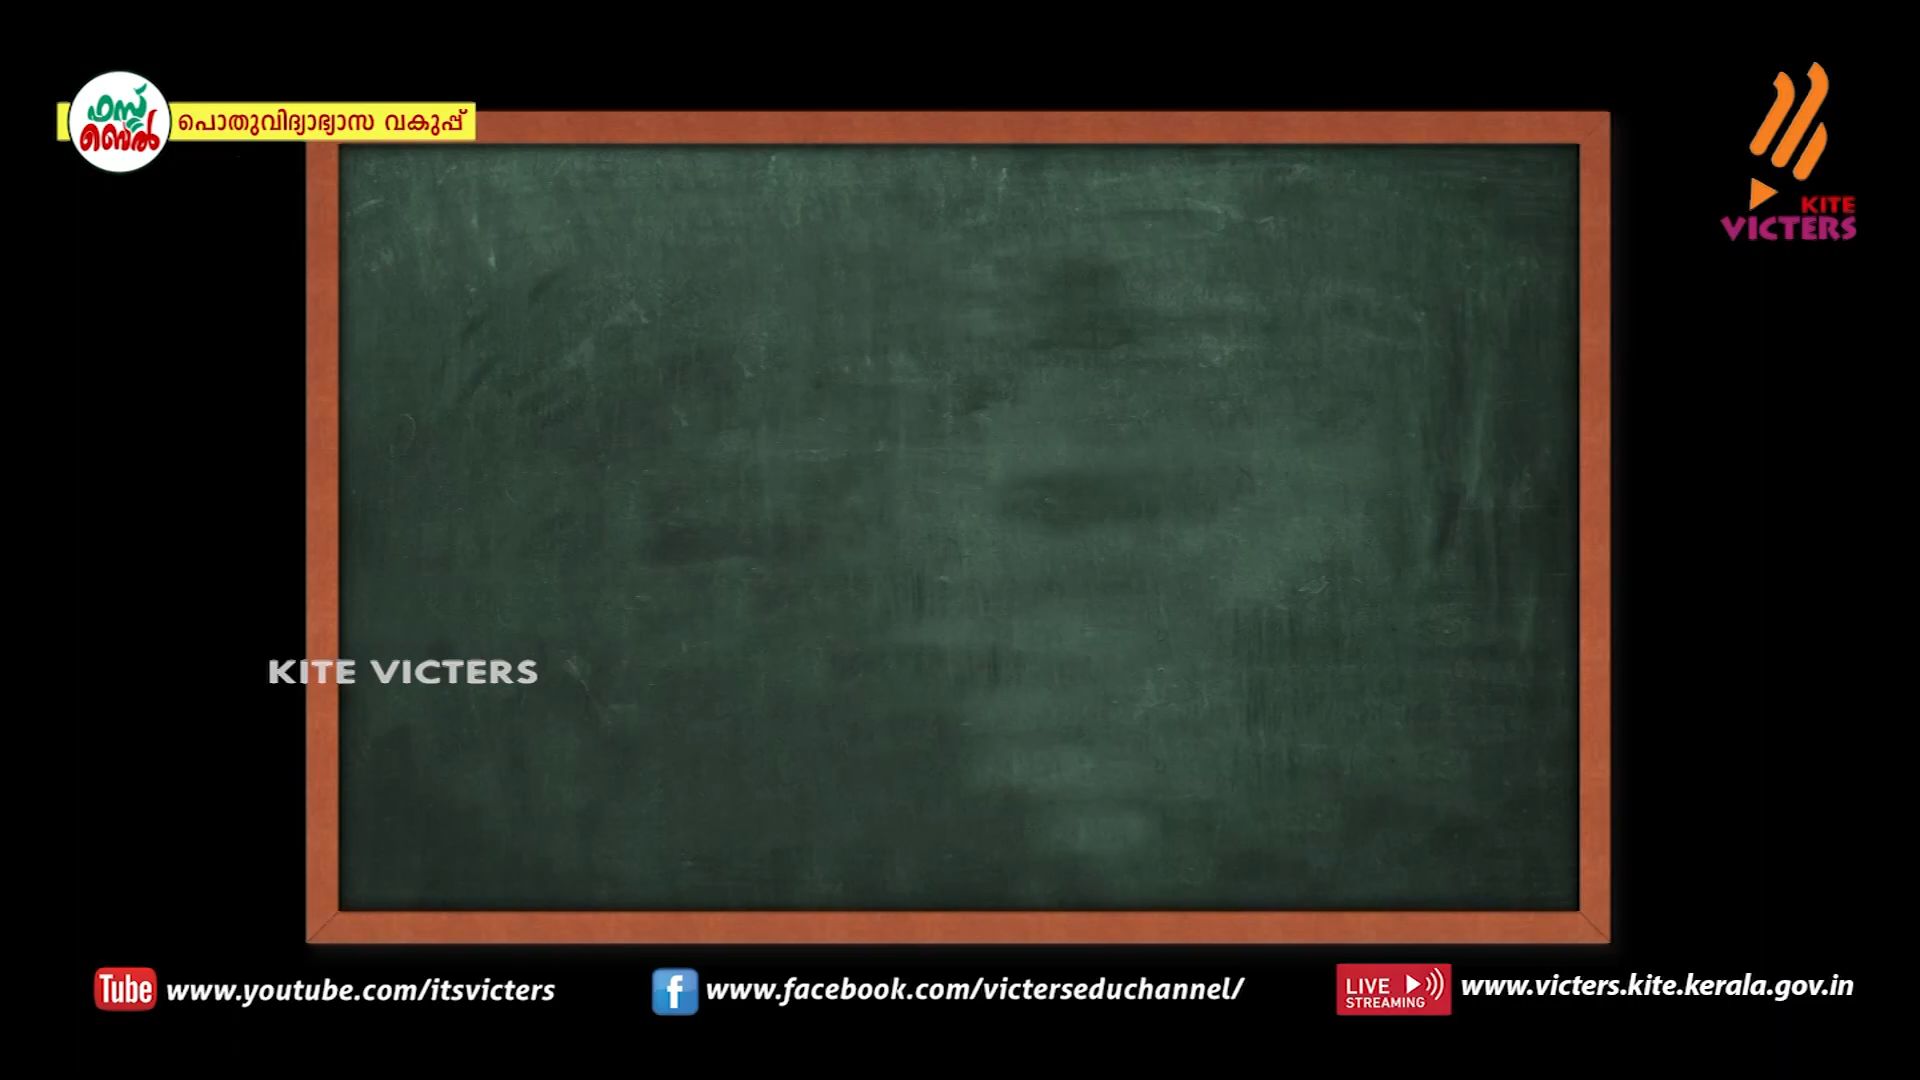 ഫസ്റ്റ്
ബെൽ
പൊതുവിദ്യാഭ്യാസ വകുപ്പ്
KITE
VICTERS
KITE VICTERS
Tube www.youtube.com/itsvicters
f www.facebook.com/victerseduchannel/
LIVE
STREAMING
www.victers.kite.kerala.gov.in